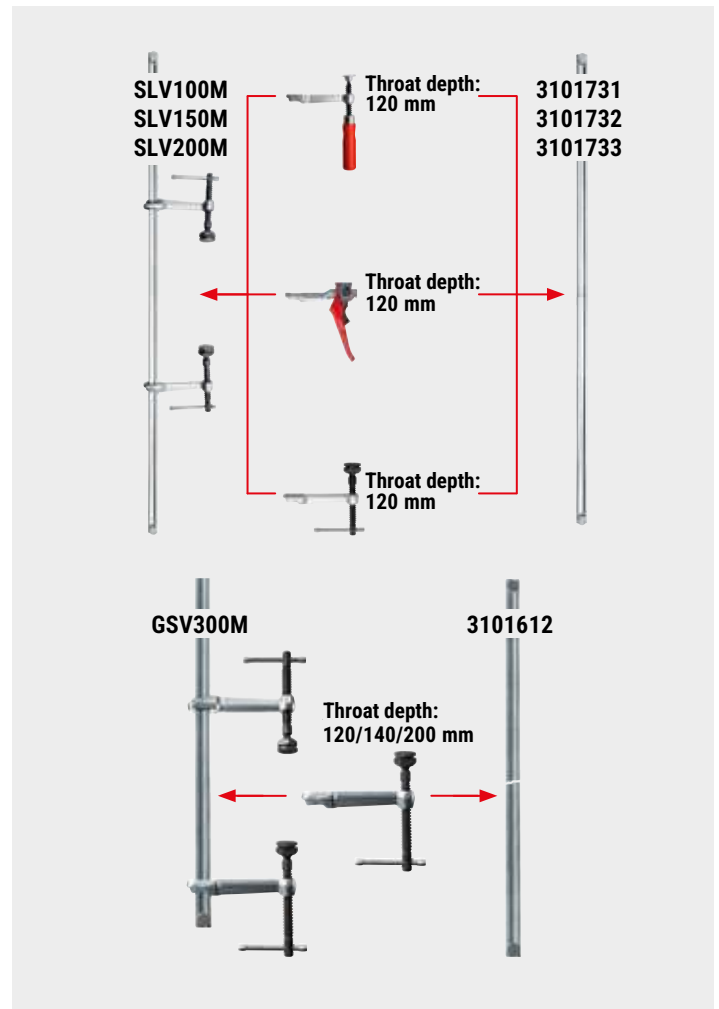 SLV100M
SLV150M
SLV200M
Throat depth:
120 mm
3101731
3101732
3101733
Throat depth:
120 mm
Throat depth:
120 mm
GSV300M
3101612
Throat depth:
120/140/200 mm